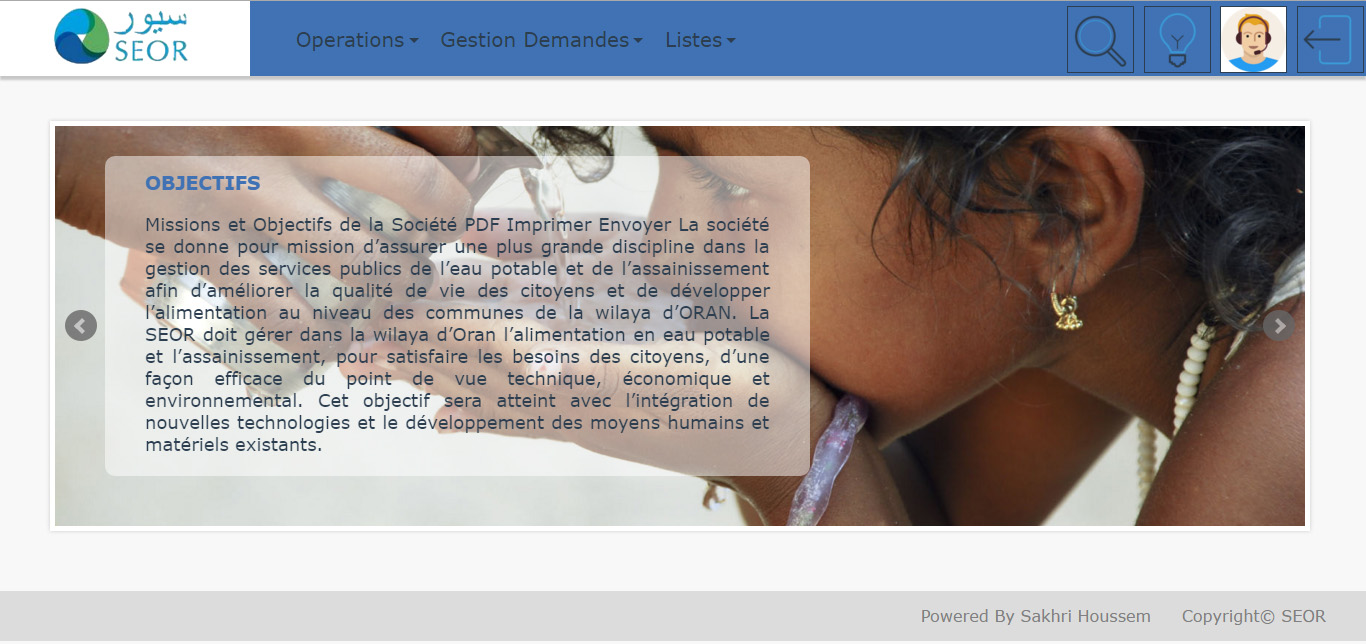 سيور
SEOR
Operations
Gestion Demandes
Listes
OBJECTIFS
Missions et Objectifs de la Société PDF Imprimer Envoyer La société
se donne pour mission d’assurer une plus grande discipline dans la
gestion des services publics de l’eau potable et de l’assainissement
afin d’améliorer la qualité de vie des citoyens et de développer
l’alimentation au niveau des communes de la wilaya d’ORAN. La
SEOR doit gérer dans la wilaya d’Oran l’alimentation en eau potable
et l’assainissement, pour satisfaire les besoins des citoyens, d’une
façon efficace du point de vue technique, économique et
environnemental. Cet objectif sera atteint avec l’intégration de
nouvelles technologies et le développement des moyens humains et
matériels existants.
Powered By Sakhri Houssem
Copyright© SEOR